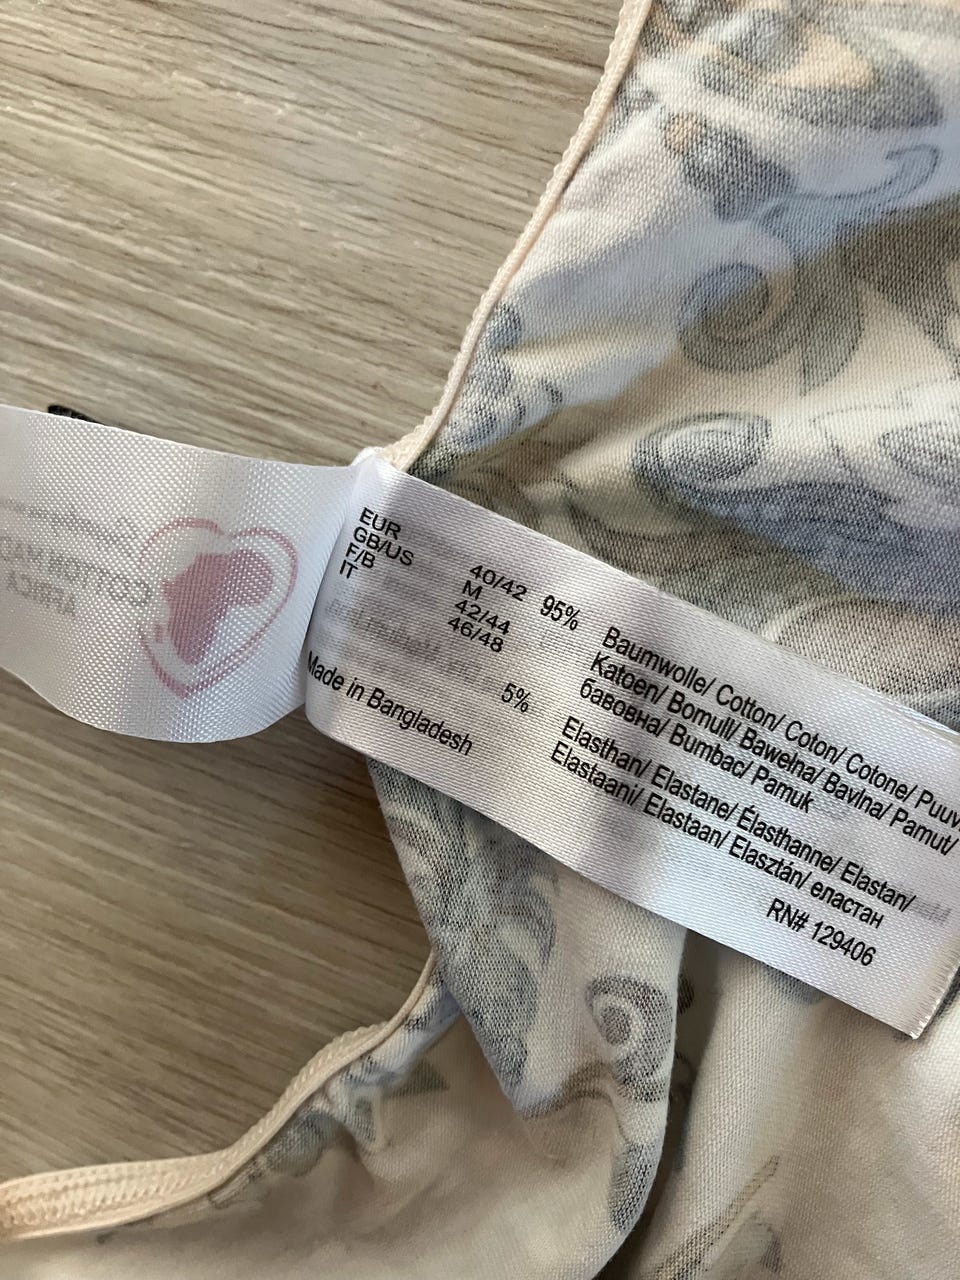 EUR 40/42
GB/US M
F/B 42/44
IT 46/48
Made in Bangladesh
95% Baumwolle/ Cotton/ Coton/ Cotone/
Katoen/ Bomull/ Bawełna/ Bavlna/ Pamut/
бавовна/ Bumbac/ Pamuk
5% Elasthan/ Elastane/ Élasthanne/ Elastan/
Elastaani/ Elastaan/ Elasztán/ еластан
RN# 129406